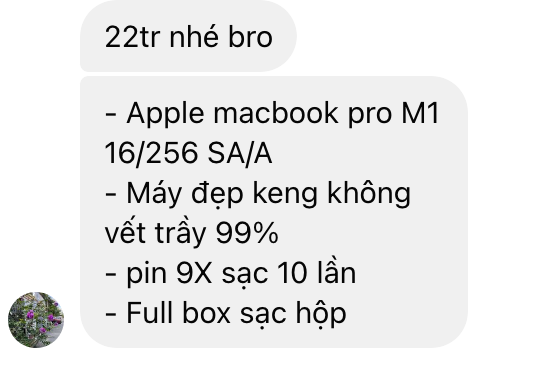 22tr nhé bro
- Apple macbook pro M1
16/256 SA/A
- Máy đẹp keng không
vết trầy 99%
- pin 9X sạc 10 lần
- Full box sạc hộp